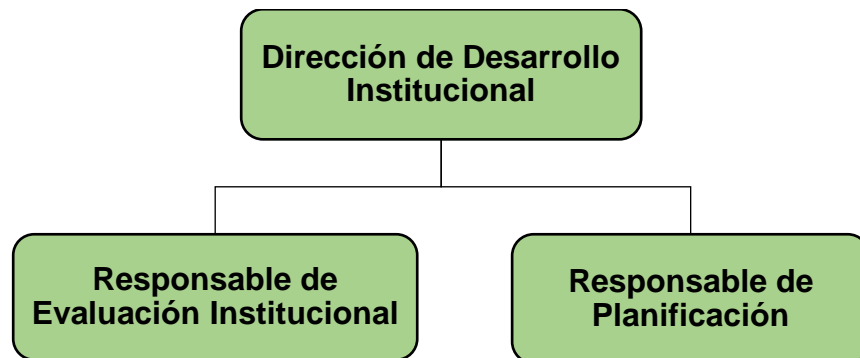 Dirección de Desarrollo
Institucional
Responsable de
Evaluación Institucional
Responsable de
Planificación